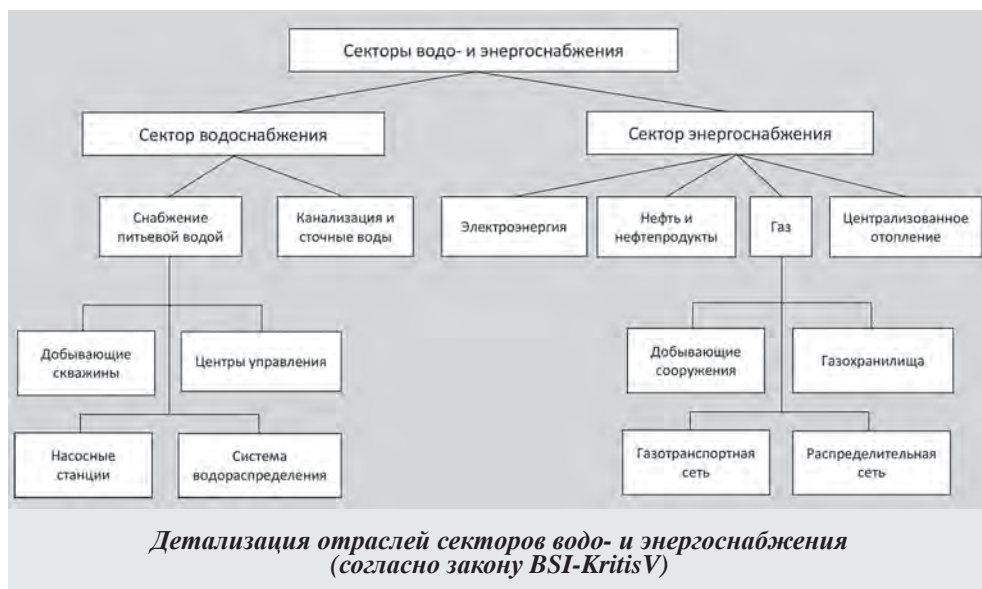 Секторы водо- и энергоснабжения
Сектор водоснабжения
Сектор энергоснабжения
Снабжение
питьевой водой
Канализация и
сточные воды
Электроэнергия
Нефть и
нефтепродукты
Газ
Централизованное
отопление
Добывающие
скважины
Центры управления
Добывающие
сооружения
Газохранилища
Насосные
станции
Система
водораспределения
Газотранспортная
сеть
Распределительная
сеть
Детализация отраслей секторов водо- и энергоснабжения
(согласно закону BSI-KritisV)